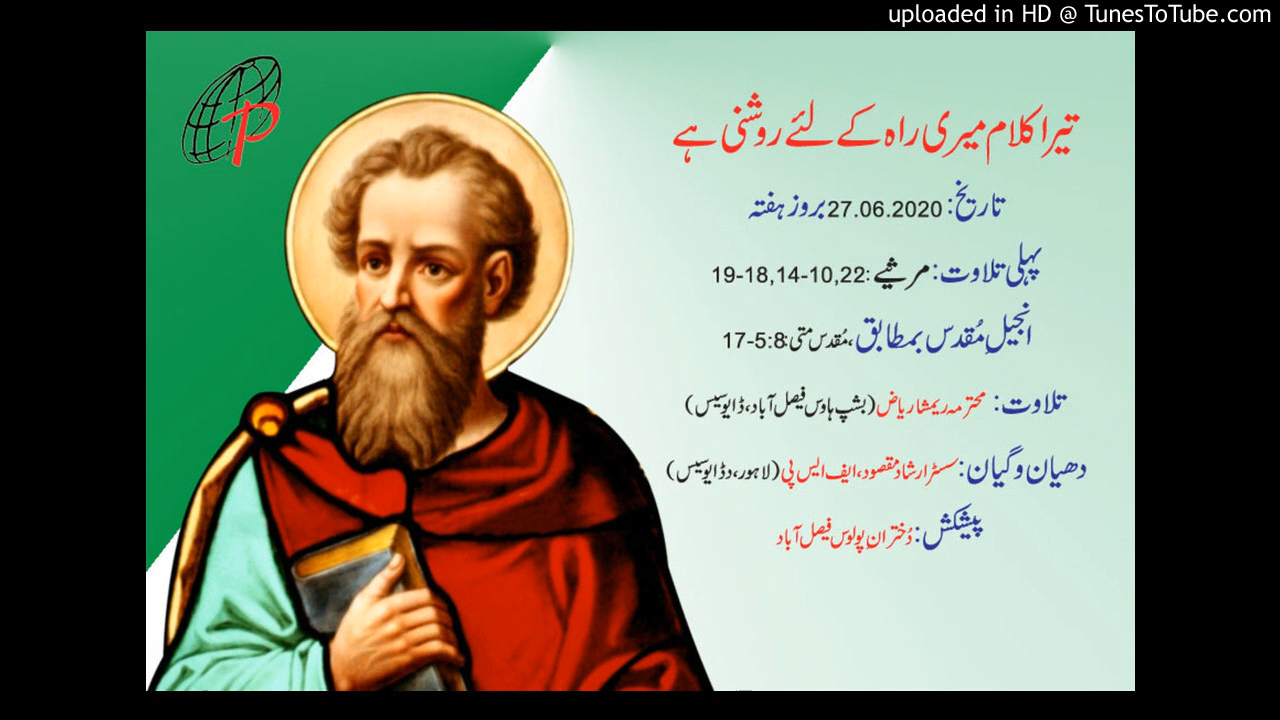 uploaded in HD @ TunesToTube.com
P
تیرا کلام میری راہ کے لئے روشنی ہے
تاریخ: 27.06.2020 بروز ہفتہ
پہلی تلاوت: مرثیے: 19-18,14-10,22
انجیلِ مُقدس بمطابق، مُقدس متی: 17-5:8
تلاوت: محترمہ ریمشا ریاض (بشپ ہاوس فیصل آباد، ڈایوسیس)
دھیان و گیان: سسٹر ارشاد مقصود، ایف ایس پی (لاہور، دڈایوسیس)
پیشکش: دُخترانِ پولوس فیصل آباد